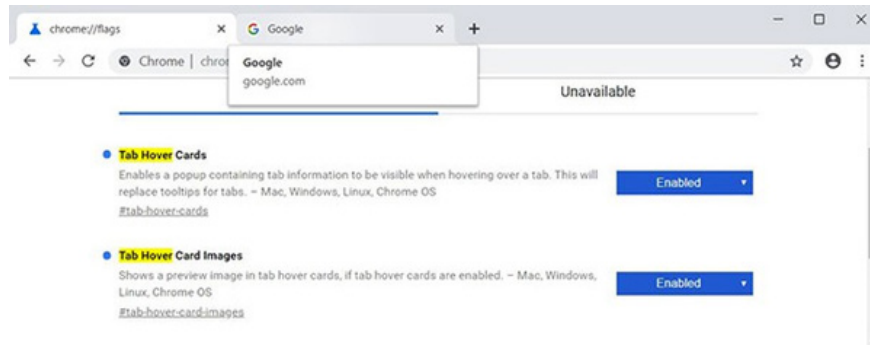 chrome://flags
Google
Chrome | chro
Google
google.com
Unavailable
Tab Hover Cards
Enables a popup containing tab information to be visible when hovering over a tab. This will
replace tooltips for tabs. – Mac, Windows, Linux, Chrome OS
#tab-hover-cards
Enabled
Tab Hover Card Images
Shows a preview image in tab hover cards, if tab hover cards are enabled. – Mac, Windows,
Linux, Chrome OS
#tab-hover-card-images
Enabled